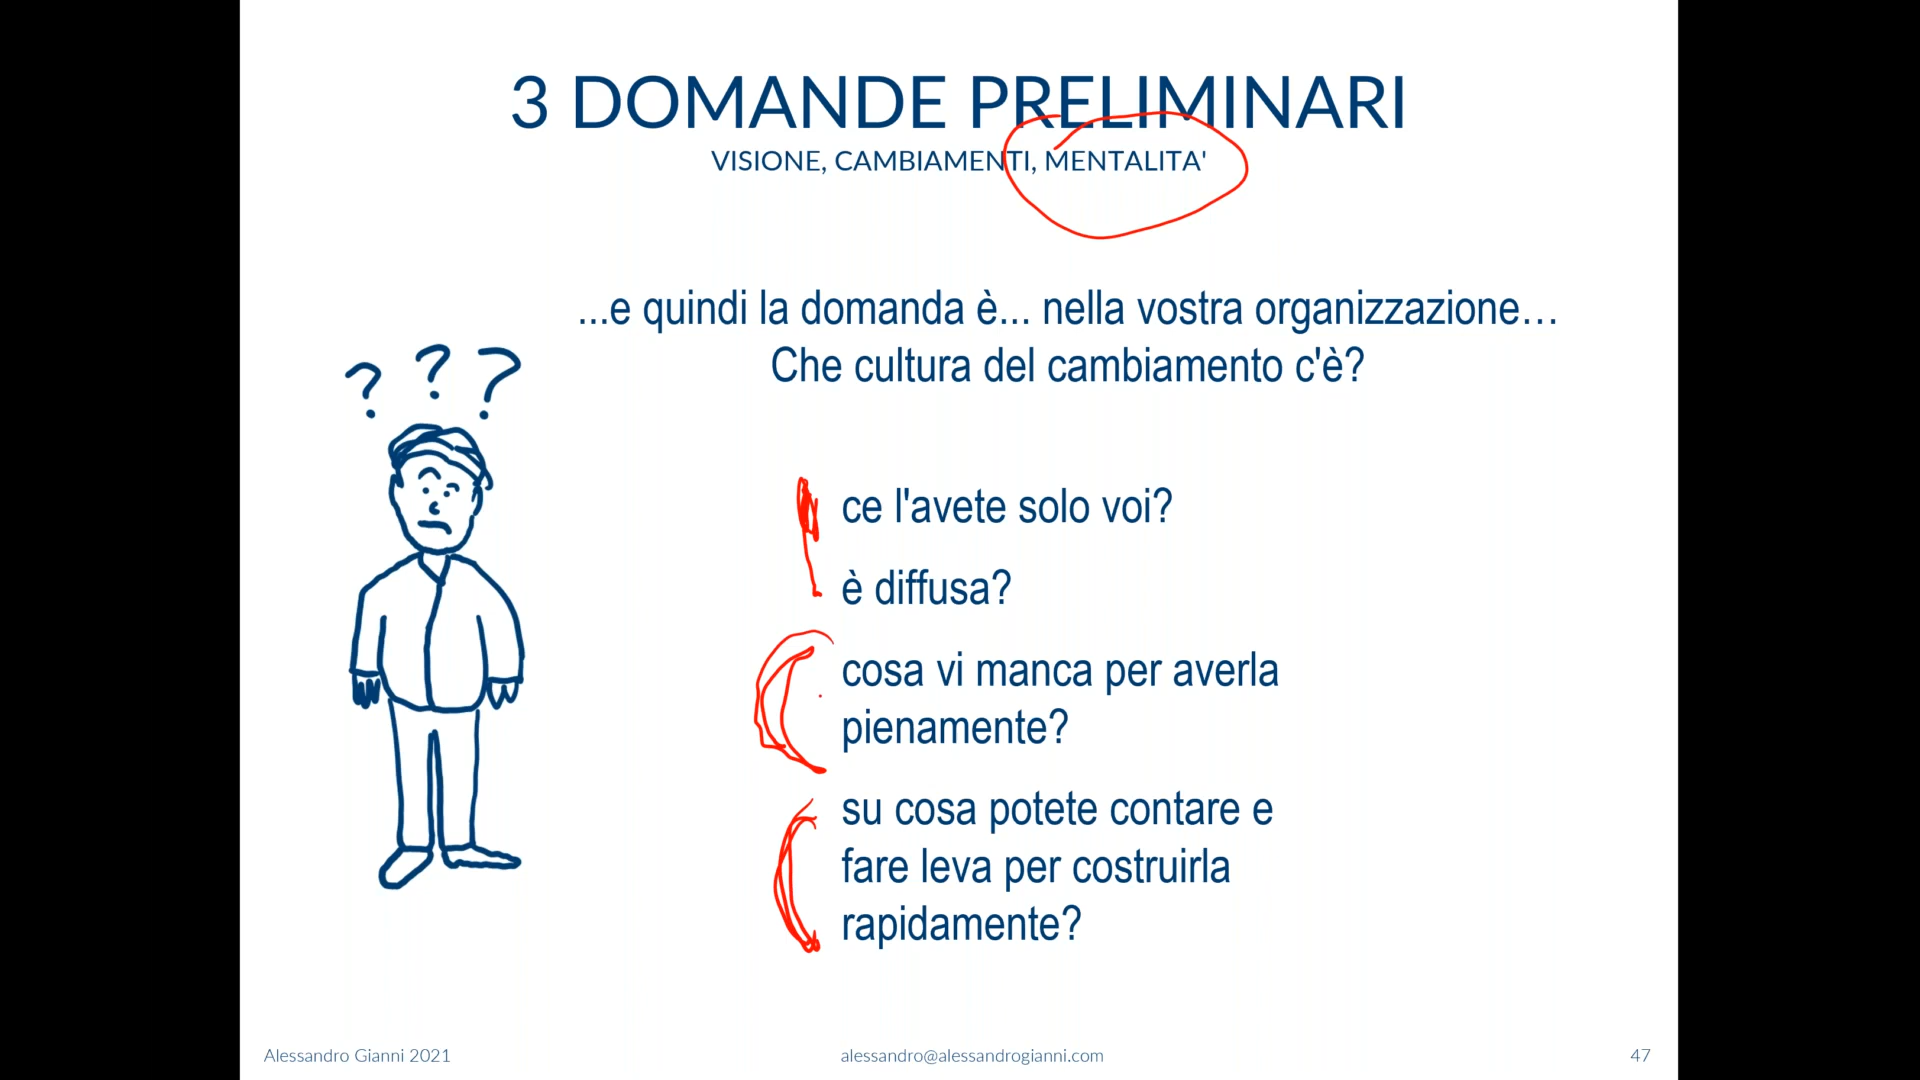 3 DOMANDE PRELIMINARI
VISIONE, CAMBIAMENTI, MENTALITA'
...e quindi la domanda è... nella vostra organizzazione…
Che cultura del cambiamento c'è?
? ? ?
ce l'avete solo voi?
è diffusa?
cosa vi manca per averla
pienamente?
su cosa potete contare e
fare leva per costruirla
rapidamente?
Alessandro Gianni 2021
alessandro@alessandrogianni.com
47